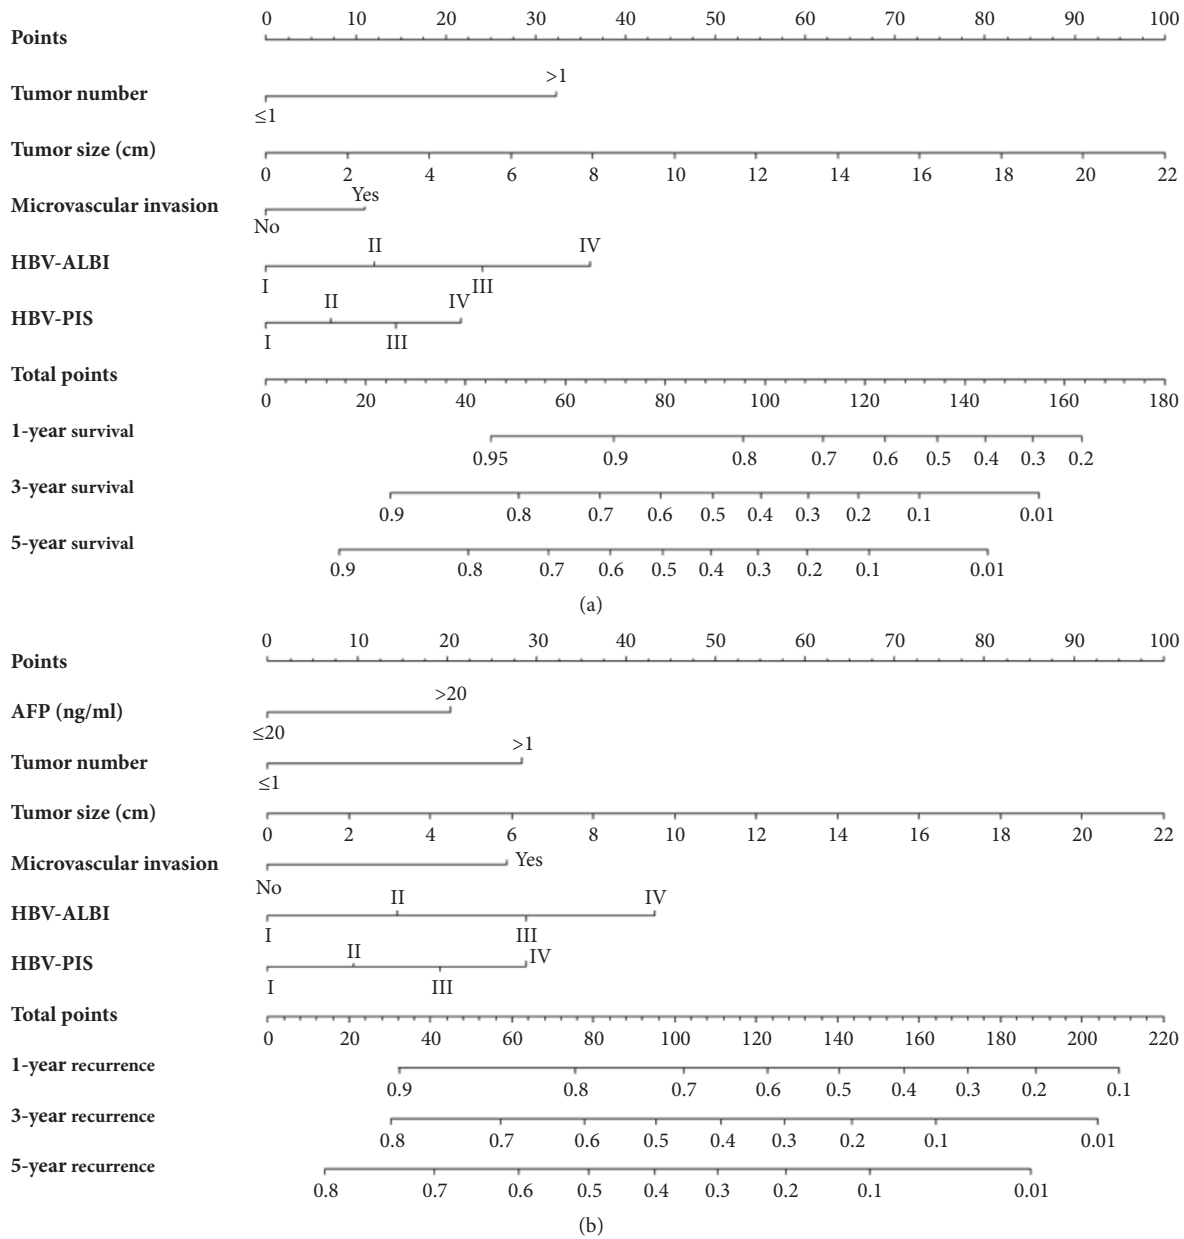 0 10 20 30 40 50 60 70 80 90 100
Points
>1
Tumor number
≤1
Tumor size (cm)
0 2 4 6 8 10 12 14 16 18 20 22
Yes
Microvascular invasion
No
II IV
HBV-ALBI
I III
II IV
HBV-PIS
I III
Total points
0 20 40 60 80 100 120 140 160 180
1-year survival
0.95 0.9 0.8 0.7 0.6 0.5 0.4 0.3 0.2
3-year survival
0.9 0.8 0.7 0.6 0.5 0.4 0.3 0.2 0.1 0.01
5-year survival
0.9 0.8 0.7 0.6 0.5 0.4 0.3 0.2 0.1 0.01
(a)
0 10 20 30 40 50 60 70 80 90 100
Points
>20
AFP (ng/ml)
≤20
>1
Tumor number
≤1
Tumor size (cm)
0 2 4 6 8 10 12 14 16 18 20 22
Microvascular invasion Yes
No
II IV
HBV-ALBI
I III
II IV
HBV-PIS
I III
Total points
0 20 40 60 80 100 120 140 160 180 200 220
1-year recurrence
0.9 0.8 0.7 0.6 0.5 0.4 0.3 0.2 0.1
3-year recurrence
0.8 0.7 0.6 0.5 0.4 0.3 0.2 0.1 0.01
5-year recurrence
0.8 0.7 0.6 0.5 0.4 0.3 0.2 0.1 0.01
(b)